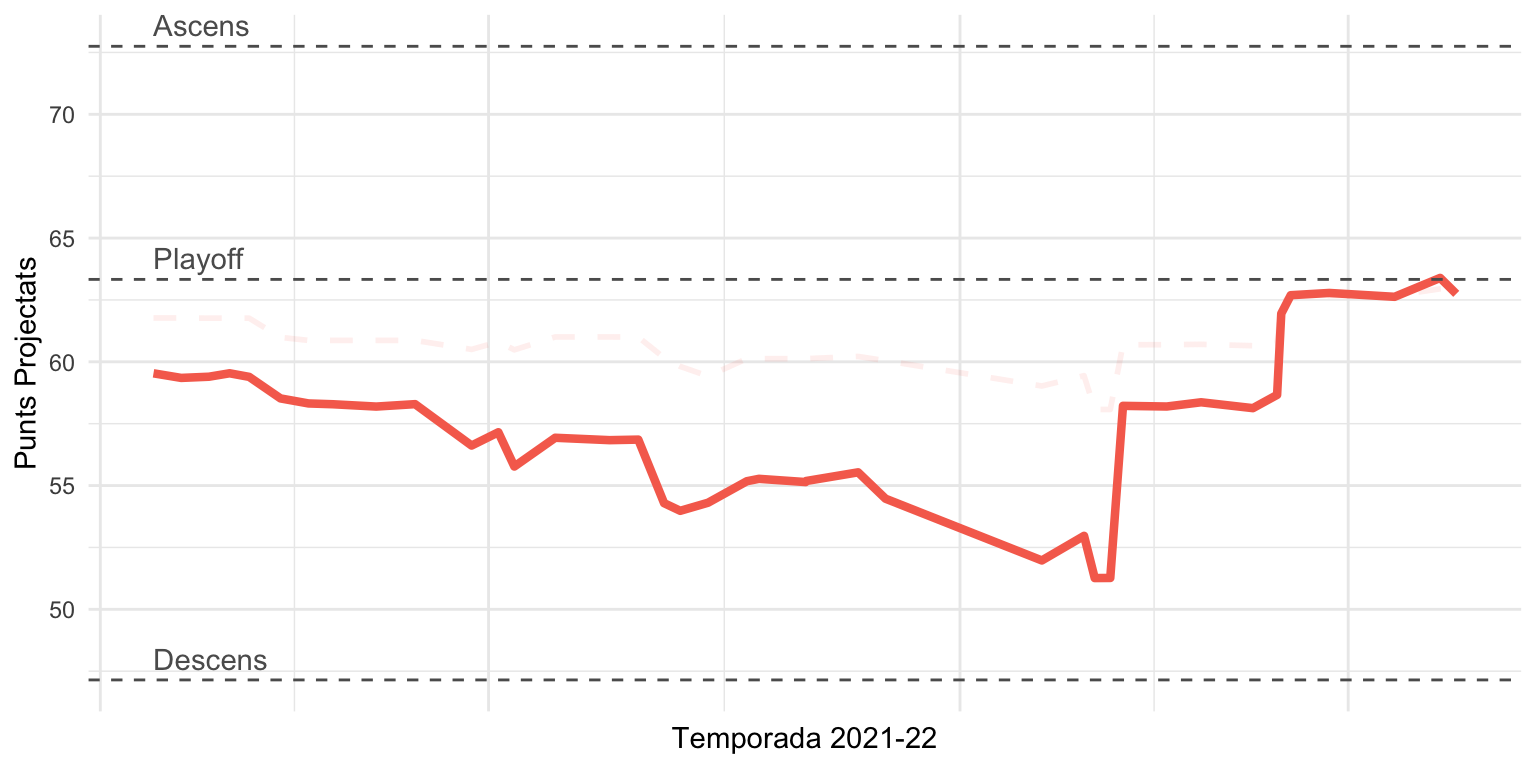 Ascens
70
65
Playoff
60
55
50
Descens
Punts Projectats
Temporada 2021-22